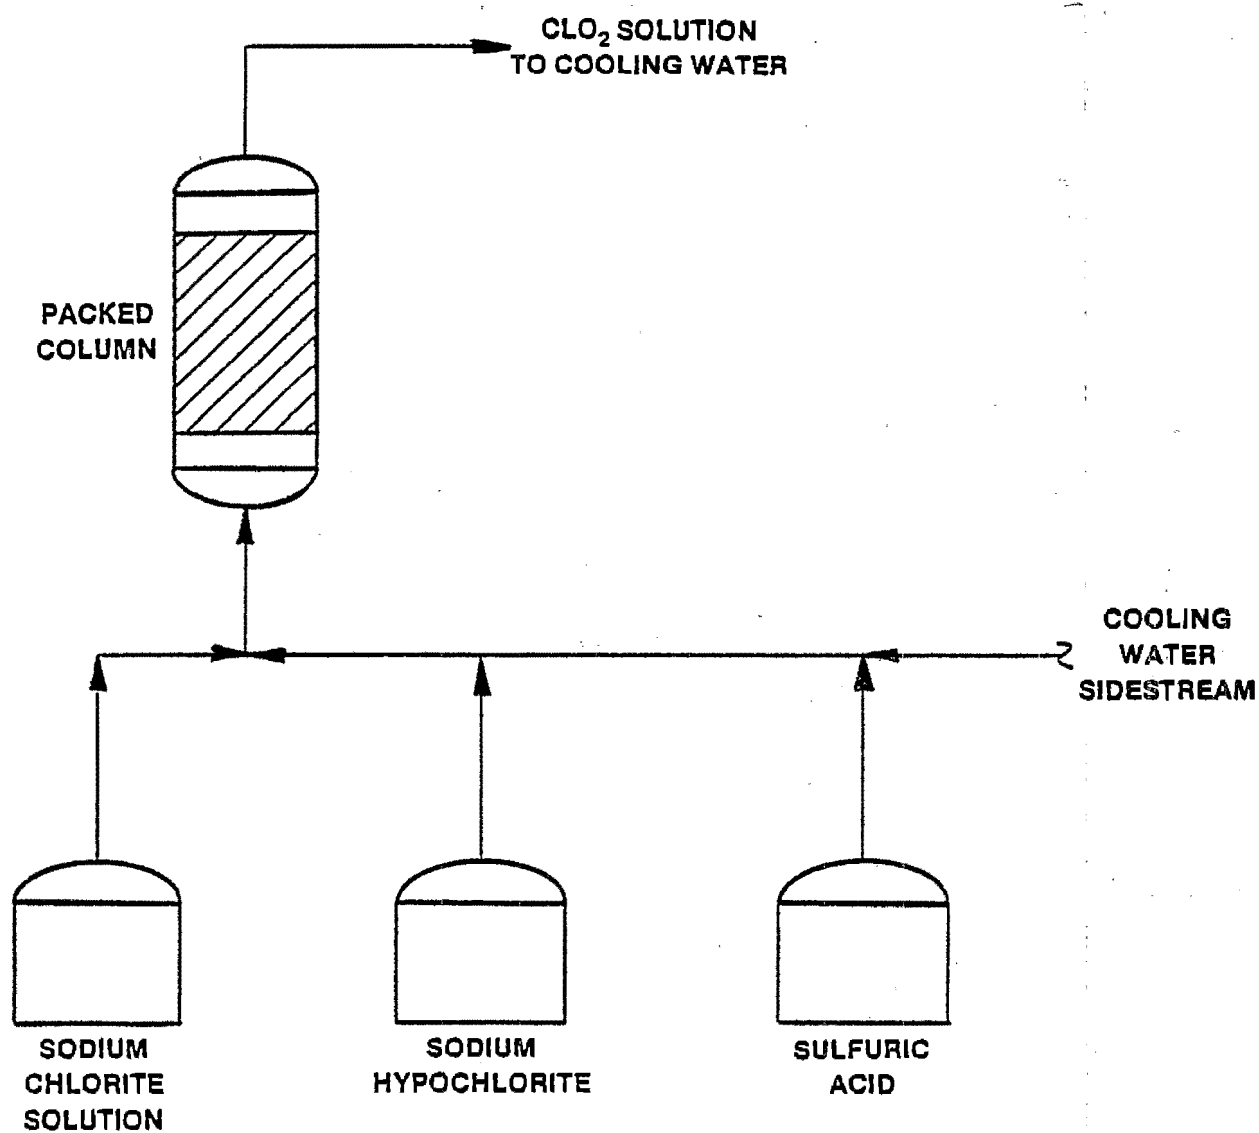 CLO₂ SOLUTION
TO COOLING WATER
PACKED
COLUMN
COOLING
WATER
SIDESTREAM
SODIUM
CHLORITE
SOLUTION
SODIUM
HYPOCHLORITE
SULFURIC
ACID